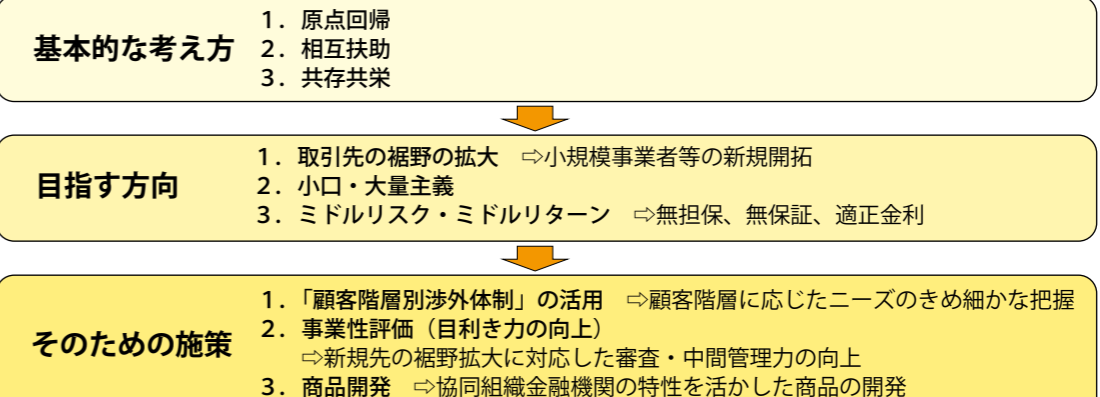 基本的な考え方
1．原点回帰
2．相互扶助
3．共存共栄
目指す方向
1．取引先の裾野の拡大 ⇨小規模事業者等の新規開拓
2．小口・大量主義
3．ミドルリスク・ミドルリターン ⇨無担保、無保証、適正金利
そのための施策
1．「顧客階層別渉外体制」の活用 ⇨顧客階層に応じたニーズのきめ細かな把握
2．事業性評価（目利き力の向上）
⇨新規先の裾野拡大に対応した審査・中間管理力の向上
3．商品開発 ⇨協同組織金融機関の特性を活かした商品の開発